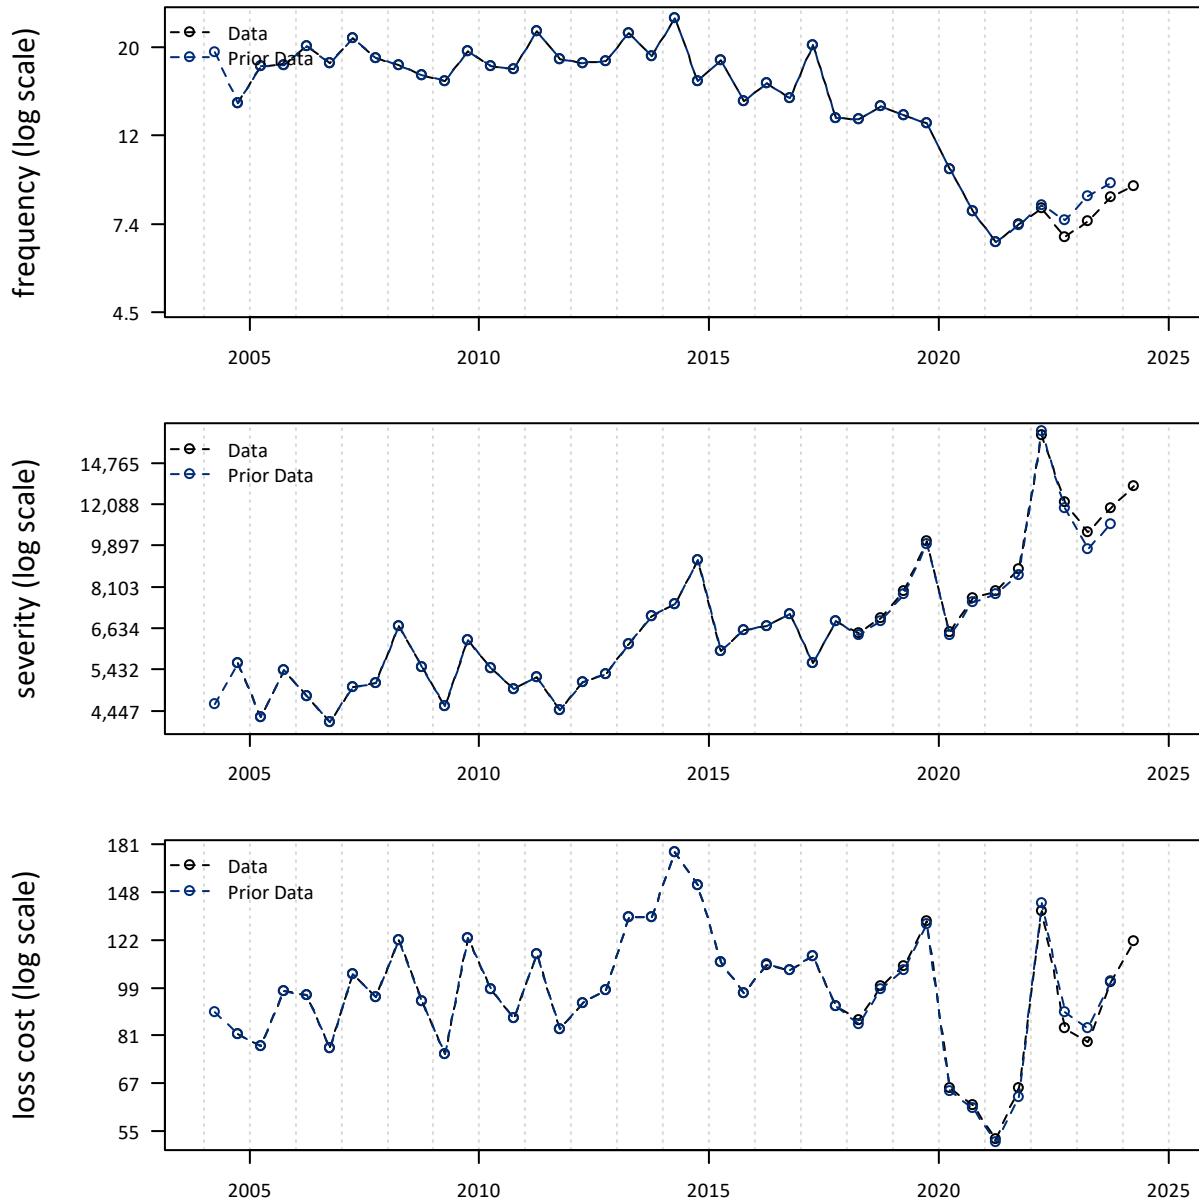 frequency (log scale)
20
12
7.4
4.5
Data
Prior Data
2005 2010 2015 2020 2025
severity (log scale)
14,765
12,088
9,897
8,103
6,634
5,432
4,447
Data
Prior Data
2005 2010 2015 2020 2025
loss cost (log scale)
181
148
122
99
81
67
55
Data
Prior Data
2005 2010 2015 2020 2025